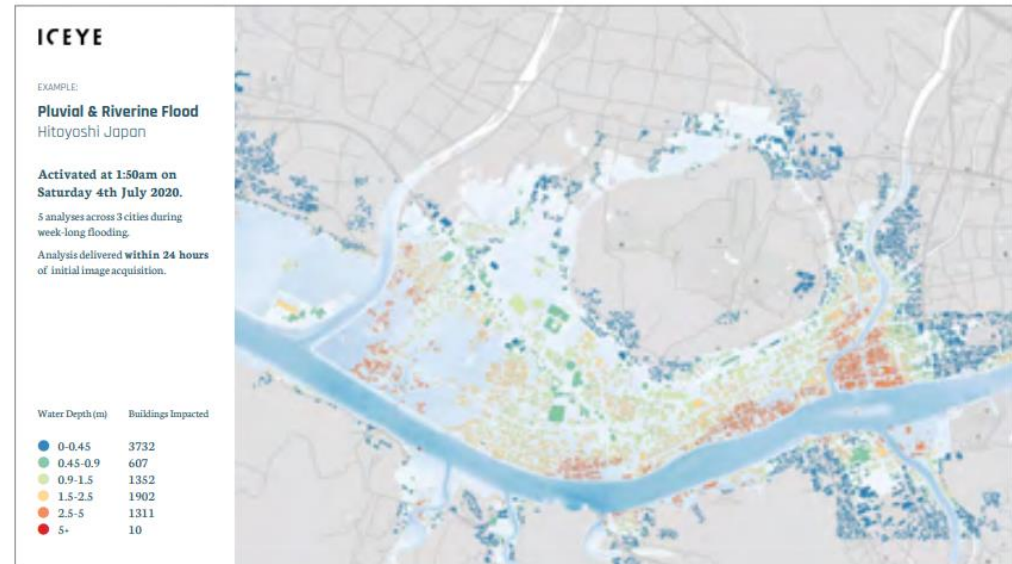 ICEYE
EXAMPLE:
Pluvial & Riverine Flood
Hitoyoshi Japan
Activated at 1:50am on
Saturday 4th July 2020.
5 analyses across 3 cities during
week-long flooding.
Analysis delivered within 24 hours
of initial image acquisition.
Water Depth (m) Buildings Impacted
0-0.45 3732
0.45-0.9 607
0.9-1.5 1352
1.5-2.5 1902
2.5-5 1311
5+ 10